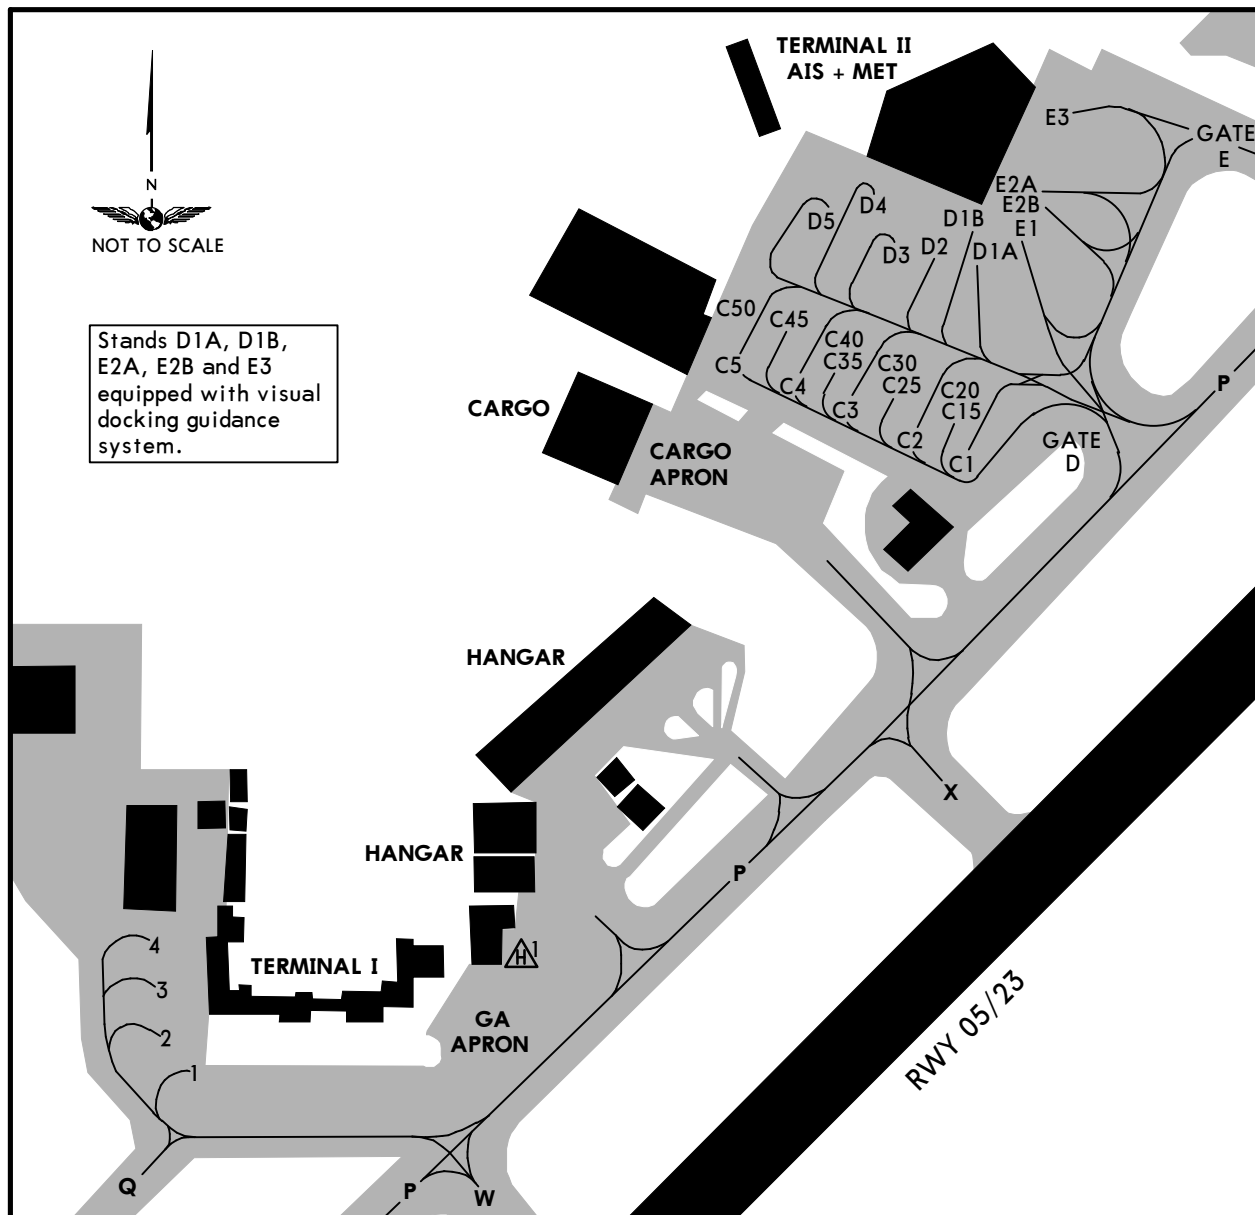 TERMINAL II
AIS + MET
N
NOT TO SCALE
Stands D1A, D1B,
E2A, E2B and E3
equipped with visual
docking guidance
system.
E3
GATE
E
E2A
E2B
E1
D5
D4
D3
D2
D1B
D1A
C50
C45
C40
C35
C30
C25
C20
C15
C5
C4
C3
C2
C1
GATE
D
P
CARGO
CARGO
APRON
HANGAR
X
HANGAR
P
4
3
2
1
TERMINAL I
H 1
GA
APRON
RWY 05/23
Q
P
W